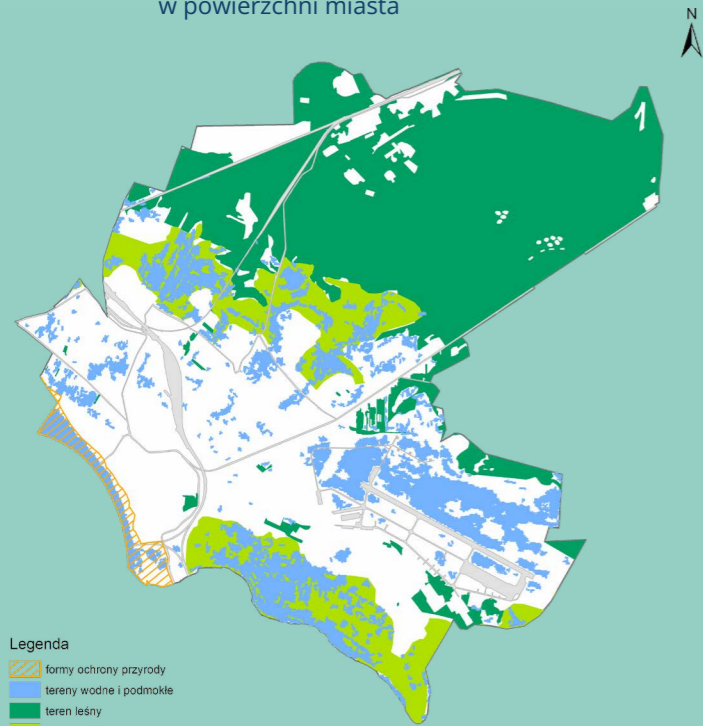 w powierzchni miasta
N
Legenda
formy ochrony przyrody
tereny wodne i podmokłe
teren leśny